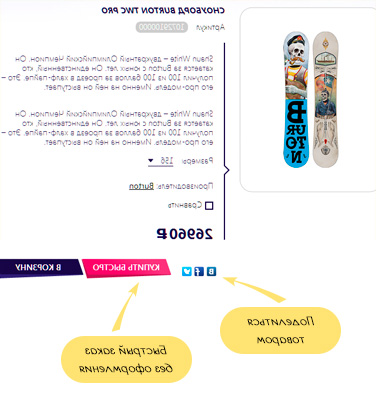 СНОУБОРД BURTON TWC PRO
Артикул 10729100000
Shaun White – двукратный Олимпийский Чемпион. Он
катается за Burton с юных лет. Он единственный, кто
получил 100 из 100 баллов за проезд в хаф-пайпе. Это –
его про-модель. Именно на ней он выступает.
Shaun White – двукратный Олимпийский Чемпион. Он
катается за Burton с юных лет. Он единственный, кто
получил 100 из 100 баллов за проезд в хаф-пайпе. Это –
его про-модель. Именно на ней он выступает.
Размеры: 156
Производитель: Burton
Сравнить
26960 ₽
В КОРЗИНУ
КУПИТЬ БЫСТРО
BURTON
Поделиться
товаром
Быстрый заказ
без оформления